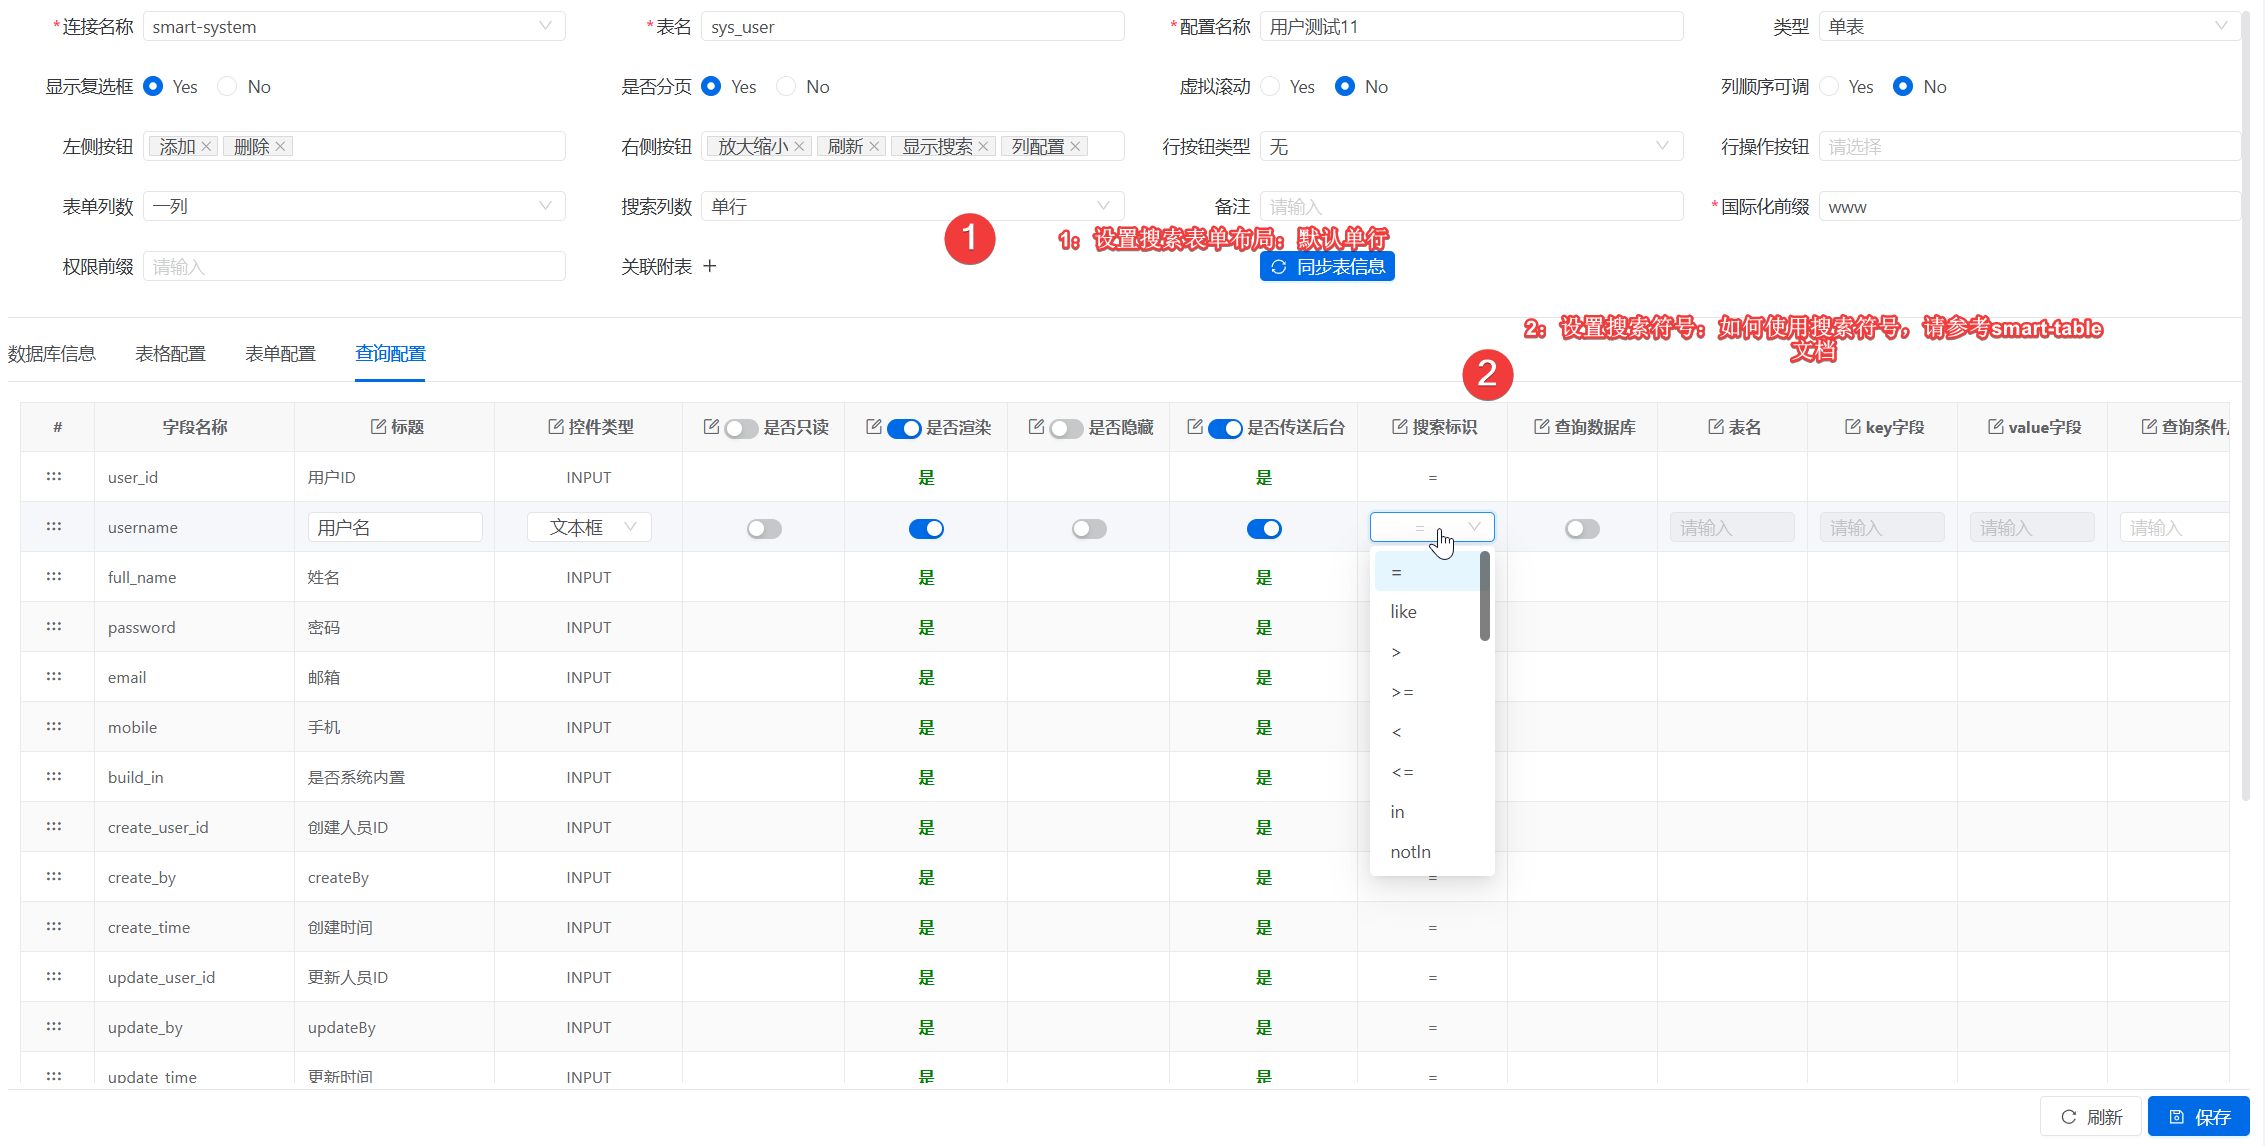 *连接名称 smart-system *表名 sys_user *配置名称 用户测试11 类型 单表
显示复选框 Yes No 是否分页 Yes No 虚拟滚动 Yes No 列顺序可调 Yes No
左侧按钮 添加 × 删除 × 右侧按钮 放大缩小 × 刷新 × 显示搜索 × 列配置 × 行按钮类型 无 行操作按钮 请选择
表单列数 一列 搜索列数 单行 备注 请输入 *国际化前缀 www
1 1：设置搜索表单布局：默认单行
权限前缀 请输入 关联附表 + 同步表信息
2：设置搜索符号：如何使用搜索符号，请参考smart-table
文档
数据库信息 表格配置 表单配置 查询配置
2
# 字段名称 标题 控件类型 是否只读 是否渲染 是否隐藏 是否传送后台 搜索标识 查询数据库 表名 key字段 value字段 查询条件
user_id 用户ID INPUT 是 是 =
username 用户名 文本框 = 请输入 请输入 请输入 请输入
full_name 姓名 INPUT 是 是
password 密码 INPUT 是 是
email 邮箱 INPUT 是 是
mobile 手机 INPUT 是 是
build_in 是否系统内置 INPUT 是 是
create_user_id 创建人员ID INPUT 是 是
create_by createBy INPUT 是 是 =
create_time 创建时间 INPUT 是 是 =
update_user_id 更新人员ID INPUT 是 是 =
update_by updateBy INPUT 是 是 =
update_time 更新时间 INPUT 是 是 =
=
like
>
>=
<
<=
in
notIn
刷新 保存